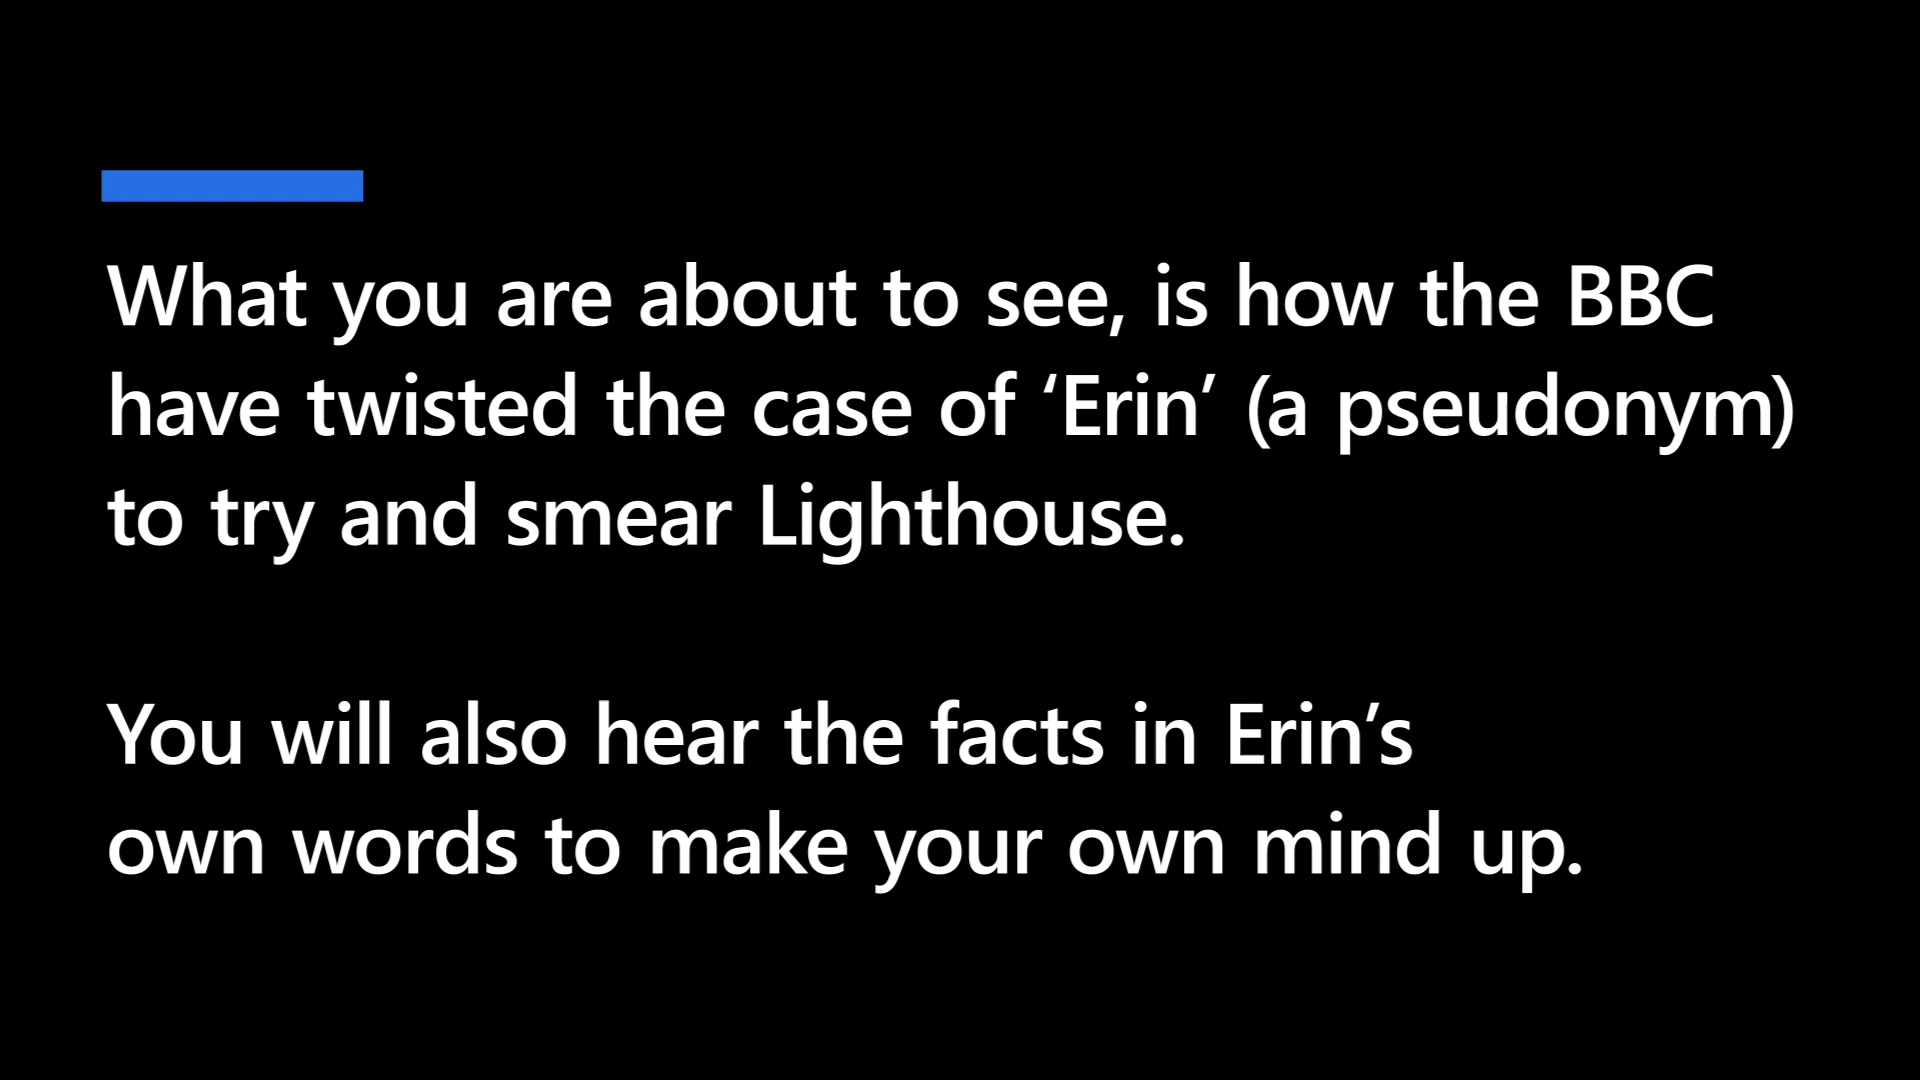 What you are about to see, is how the BBC
have twisted the case of ‘Erin’ (a pseudonym)
to try and smear Lighthouse.
You will also hear the facts in Erin’s
own words to make your own mind up.